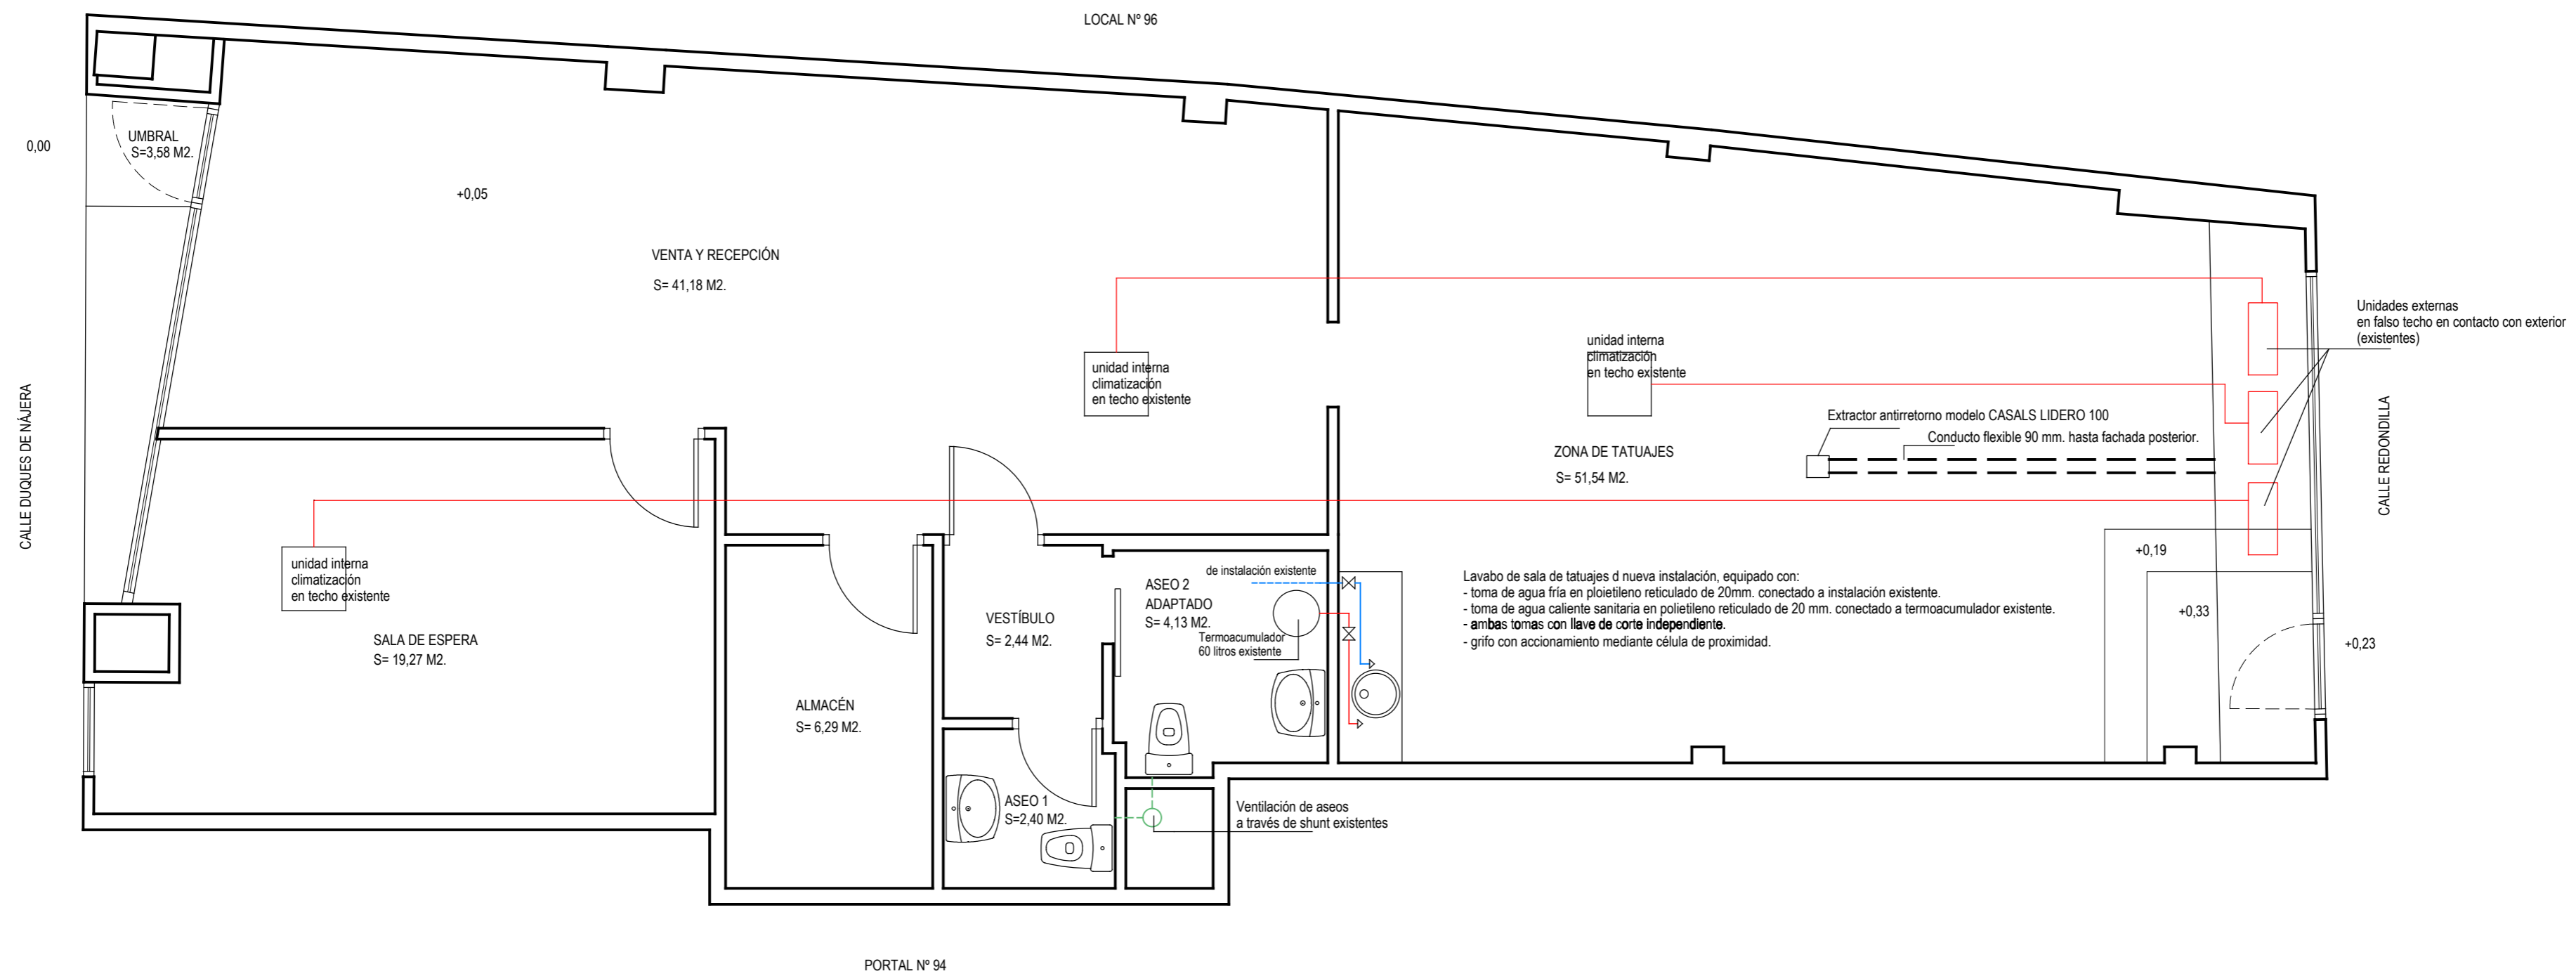 LOCAL Nº 96
UMBRAL
S=3,58 M2.
0,00
+0,05
VENTA Y RECEPCIÓN
S= 41,18 M2.
CALLE DUQUES DE NÁJERA
unidad interna
climatización
en techo existente
unidad interna
climatización
en techo existente
Unidades externas
en falso techo en contacto con exterior
(existentes)
Extractor antirretorno modelo CASALS LIDERO 100
Conducto flexible 90 mm. hasta fachada posterior.
ZONA DE TATUAJES
S= 51,54 M2.
CALLE REDONDILLA
unidad interna
climatización
en techo existente
SALA DE ESPERA
S= 19,27 M2.
VESTÍBULO
S= 2,44 M2.
de instalación existente
ASEO 2
ADAPTADO
S= 4,13 M2.
Termoacumulador
60 litros existente
Lavabo de sala de tatuajes d nueva instalación, equipado con:
- toma de agua fría en ploietileno reticulado de 20mm. conectado a instalación existente.
- toma de agua caliente sanitaria en polietileno reticulado de 20 mm. conectado a termoacumulador existente.
- ambas tomas con llave de corte independiente.
- grifo con accionamiento mediante célula de proximidad.
+0,19
+0,33
+0,23
ALMACÉN
S= 6,29 M2.
ASEO 1
S=2,40 M2.
Ventilación de aseos
a través de shunt existentes
PORTAL Nº 94